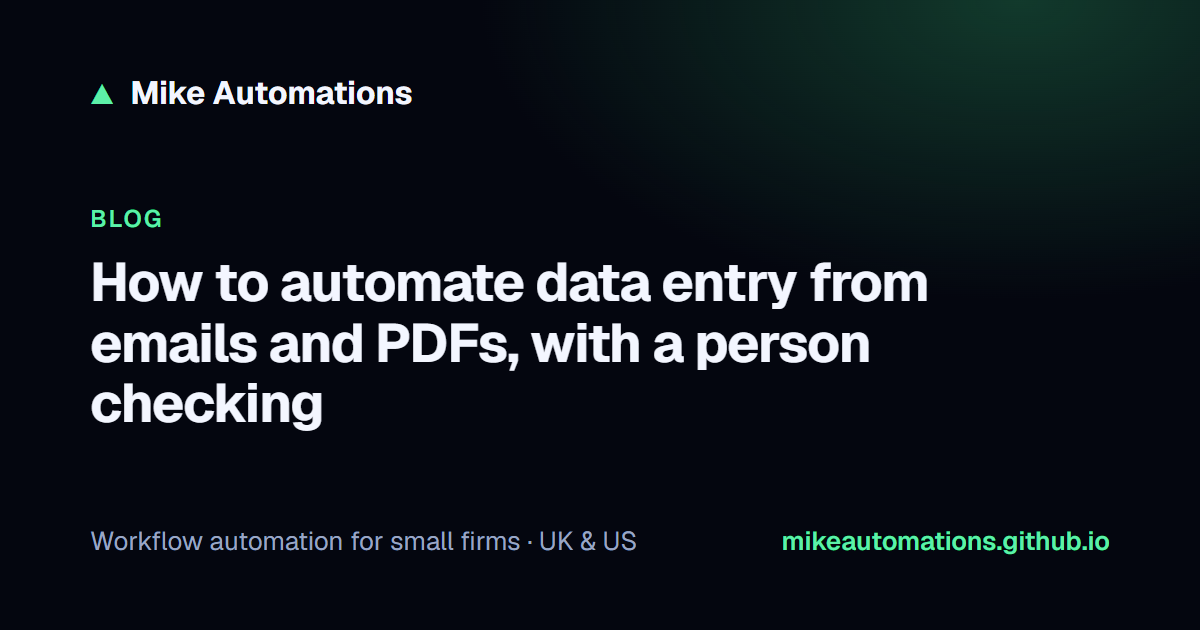 Mike Automations
BLOG
How to automate data entry from
emails and PDFs, with a person
checking
Workflow automation for small firms · UK & US
mikeautomations.github.io